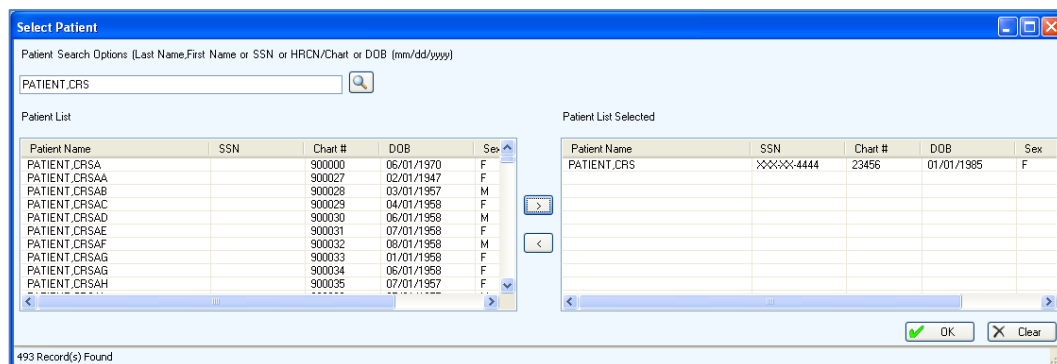 Select Patient
Patient Search Options (Last Name,First Name or SSN or HRCN/Chart or DOB (mm/dd/yyyy)
PATIENT,CRS
Patient List Patient List Selected
Patient Name SSN Chart # DOB Sex Patient Name SSN Chart # DOB Sex
PATIENT,CRSA 900000 06/01/1970 F PATIENT,CRS XXX-XX-4444 23456 01/01/1985 F
PATIENT,CRSAA 900027 02/01/1947 F
PATIENT,CRSAB 900028 03/01/1957 M
PATIENT,CRSAC 900029 04/01/1958 F
PATIENT,CRSAD 900030 06/01/1958 M
PATIENT,CRSAE 900031 07/01/1958 F
PATIENT,CRSAF 900032 08/01/1958 M
PATIENT,CRSAG 900033 01/01/1958 F
PATIENT,CRSAG 900034 06/01/1958 F
PATIENT,CRSAH 900035 07/01/1957 F
> 
<
OK Clear
493 Record(s) Found